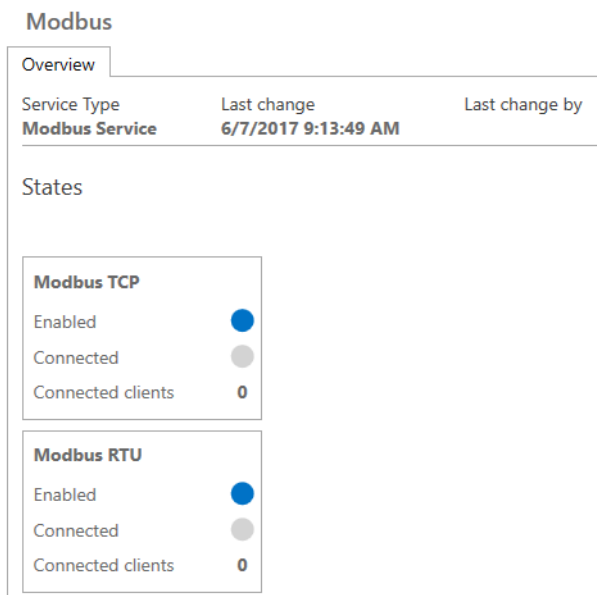 Modbus
Overview
Service Type Last change Last change by
Modbus Service 6/7/2017 9:13:49 AM
States
Modbus TCP
Enabled
Connected
Connected clients 0
Modbus RTU
Enabled
Connected
Connected clients 0